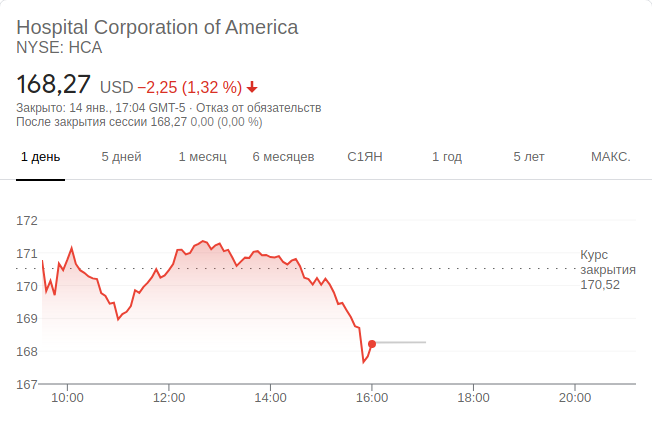 Hospital Corporation of America
NYSE: HCA
168,27 USD −2,25 (1,32 %)
Закрыто: 14 янв., 17:04 GMT-5 · Отказ от обязательств
После закрытия сессии 168,27 0,00 (0,00 %)
1 день 5 дней 1 месяц 6 месяцев С1ЯН 1 год 5 лет МАКС.
172
171
170
169
168
167
Курс
закрытия
170,52
10:00 12:00 14:00 16:00 18:00 20:00